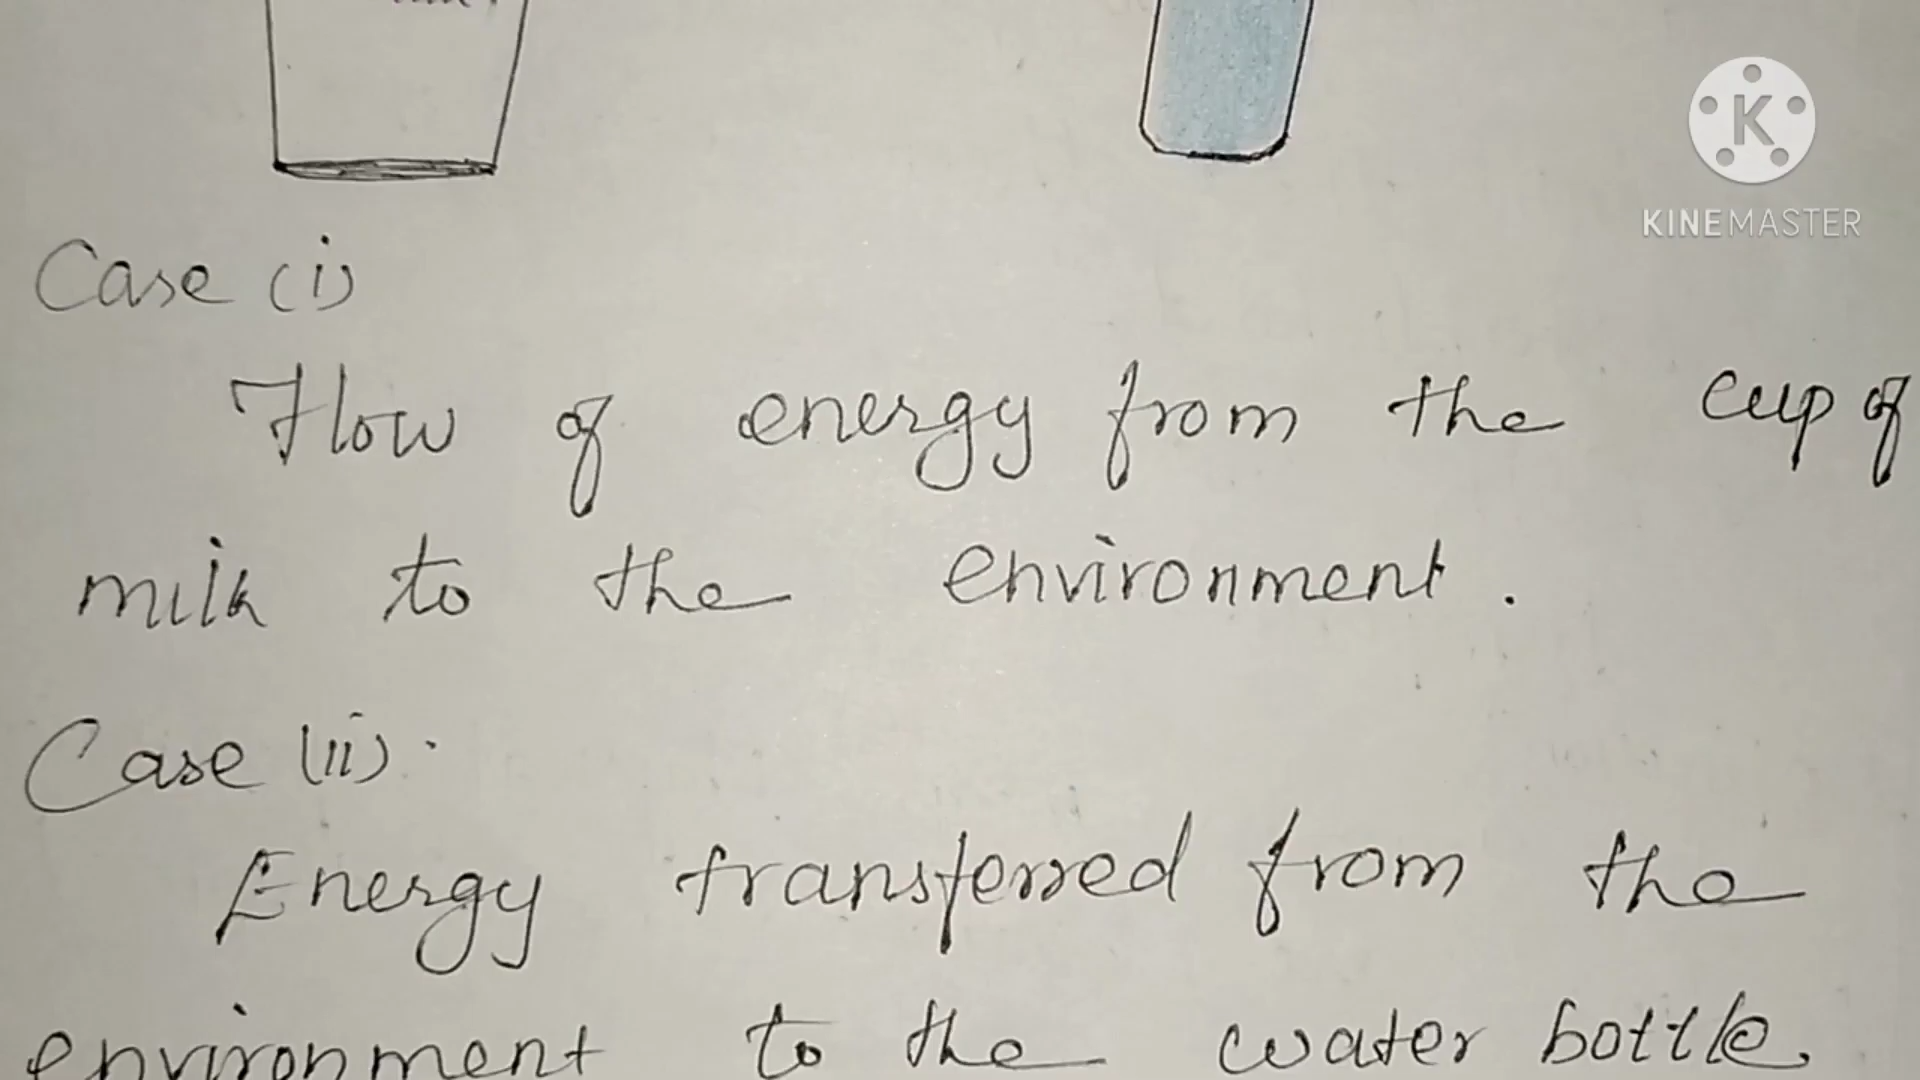 K
KINEMASTER
Case (i)
Flow of energy from the cup of
milk to the environment.
Case (ii).
Energy transferred from the
environment to the water bottle.